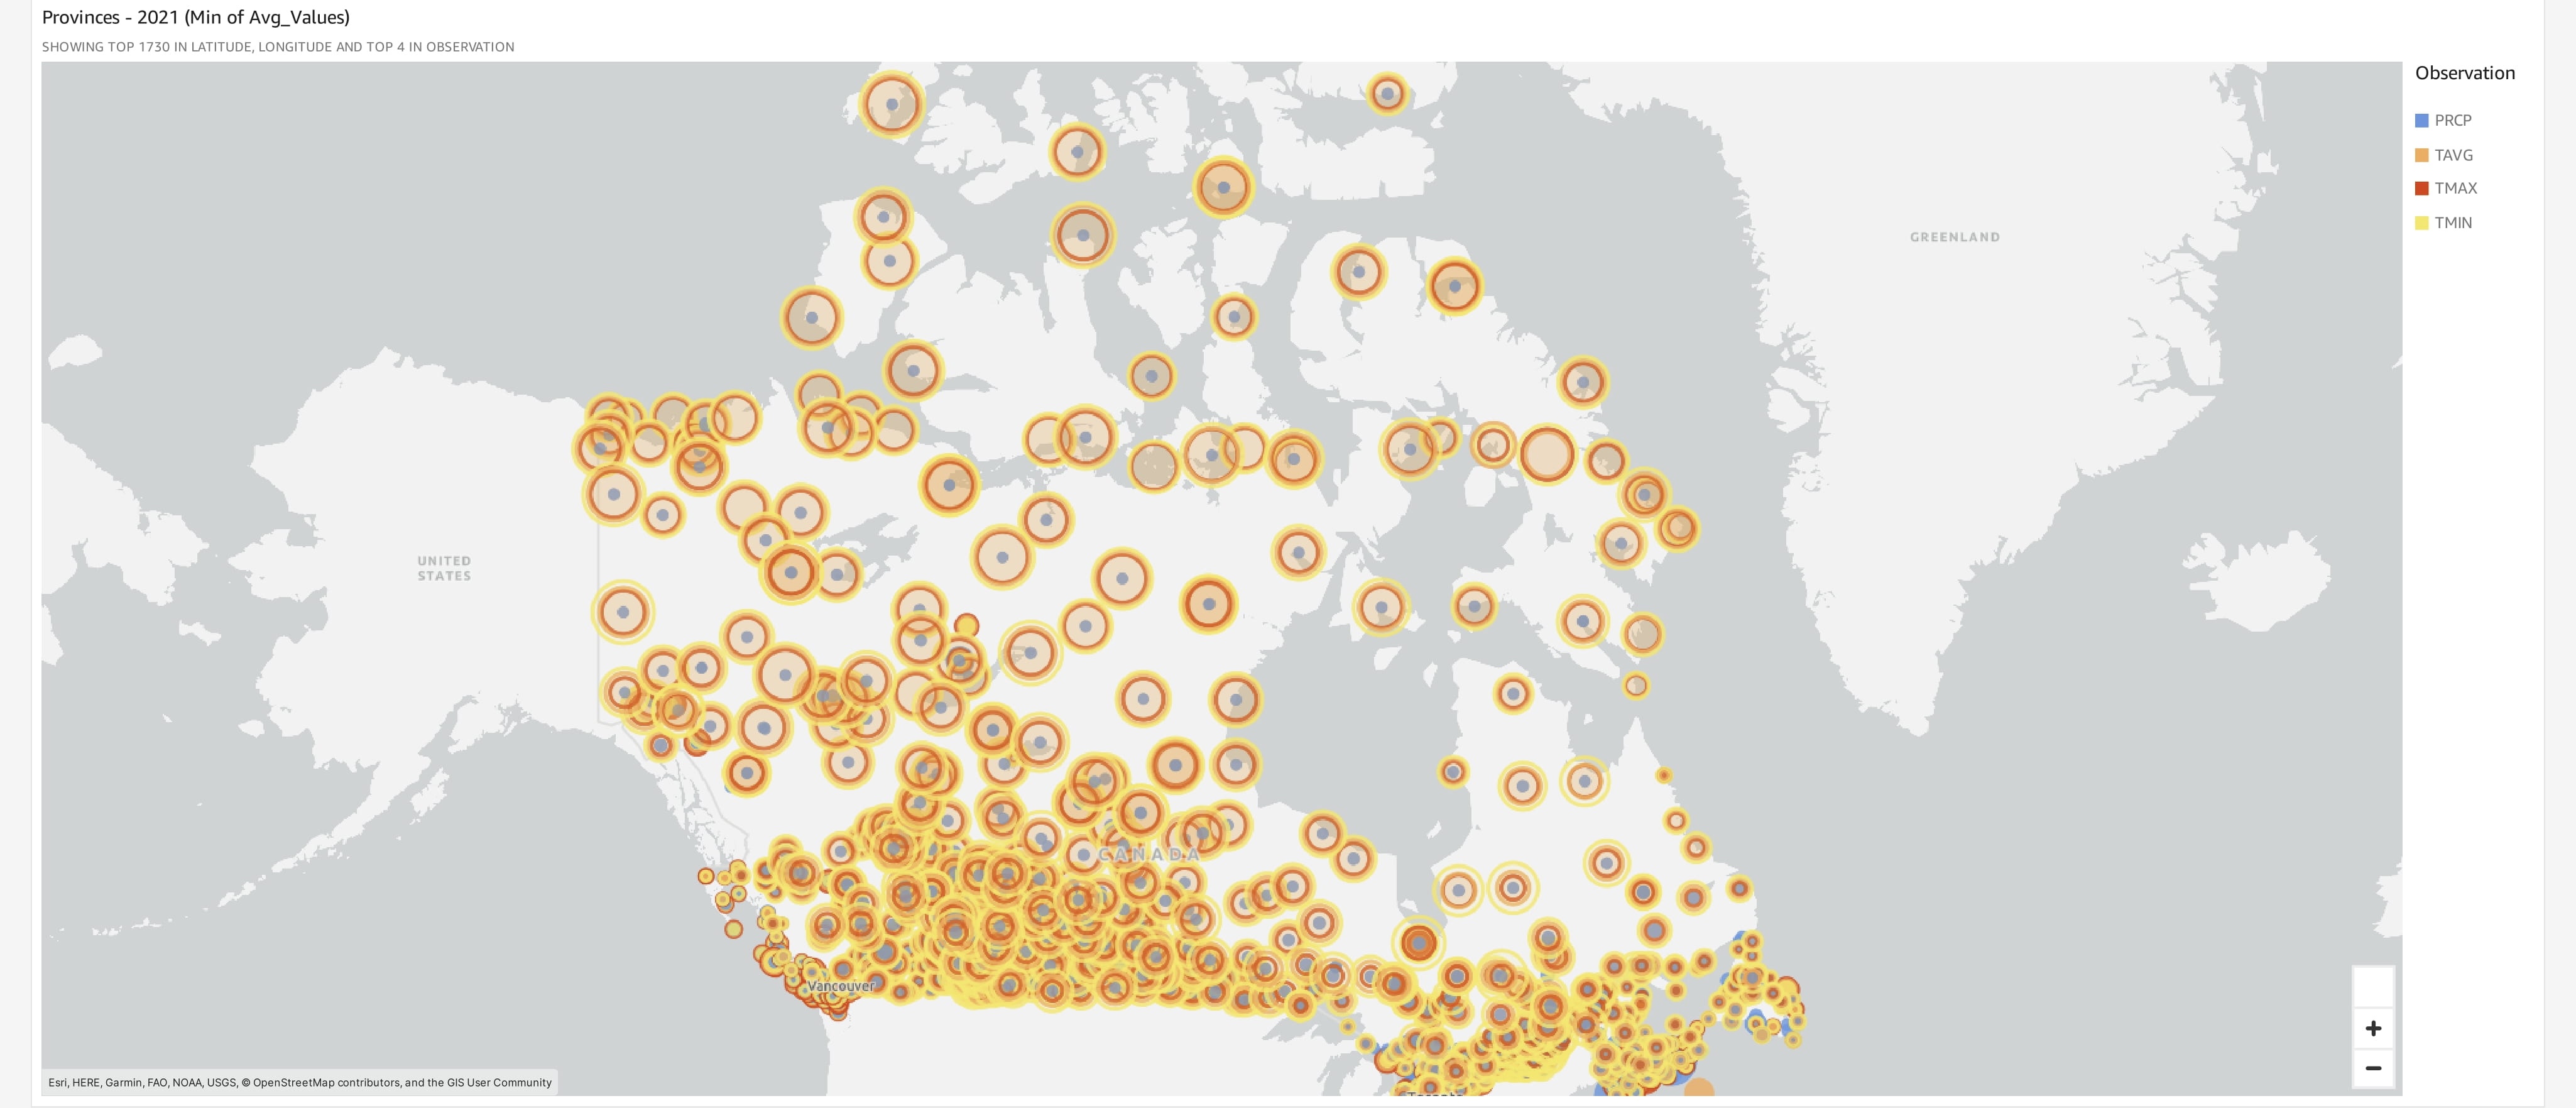 Provinces - 2021 (Min of Avg_Values)
SHOWING TOP 1730 IN LATITUDE, LONGITUDE AND TOP 4 IN OBSERVATION
Observation
PRCP
TAVG
TMAX
TMIN
GREENLAND
UNITED
STATES
CANADA
Vancouver
Toronto
+
−
Esri, HERE, Garmin, FAO, NOAA, USGS, © OpenStreetMap contributors, and the GIS User Community